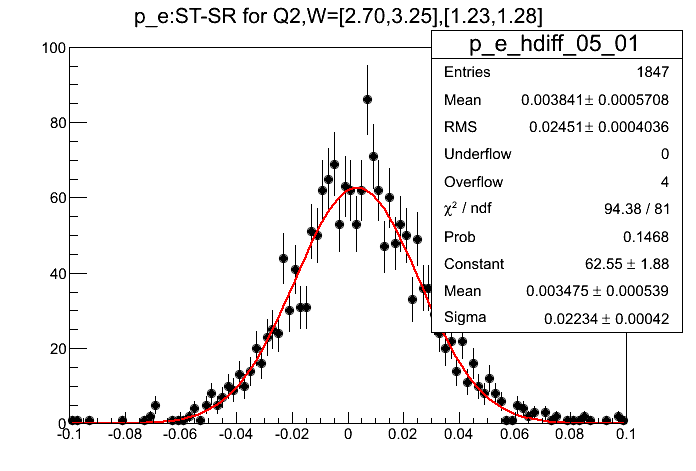 p_e:ST-SR for Q2,W=[2.70,3.25],[1.23,1.28]
p_e_hdiff_05_01
Entries 1847
Mean 0.003841± 0.0005708
RMS 0.02451± 0.0004036
Underflow 0
Overflow 4
χ² / ndf 94.38 / 81
Prob 0.1468
Constant 62.55 ± 1.88
Mean 0.003475 ± 0.000539
Sigma 0.02234 ± 0.00042
100
80
60
40
20
0
-0.1 -0.08 -0.06 -0.04 -0.02 0 0.02 0.04 0.06 0.08 0.1